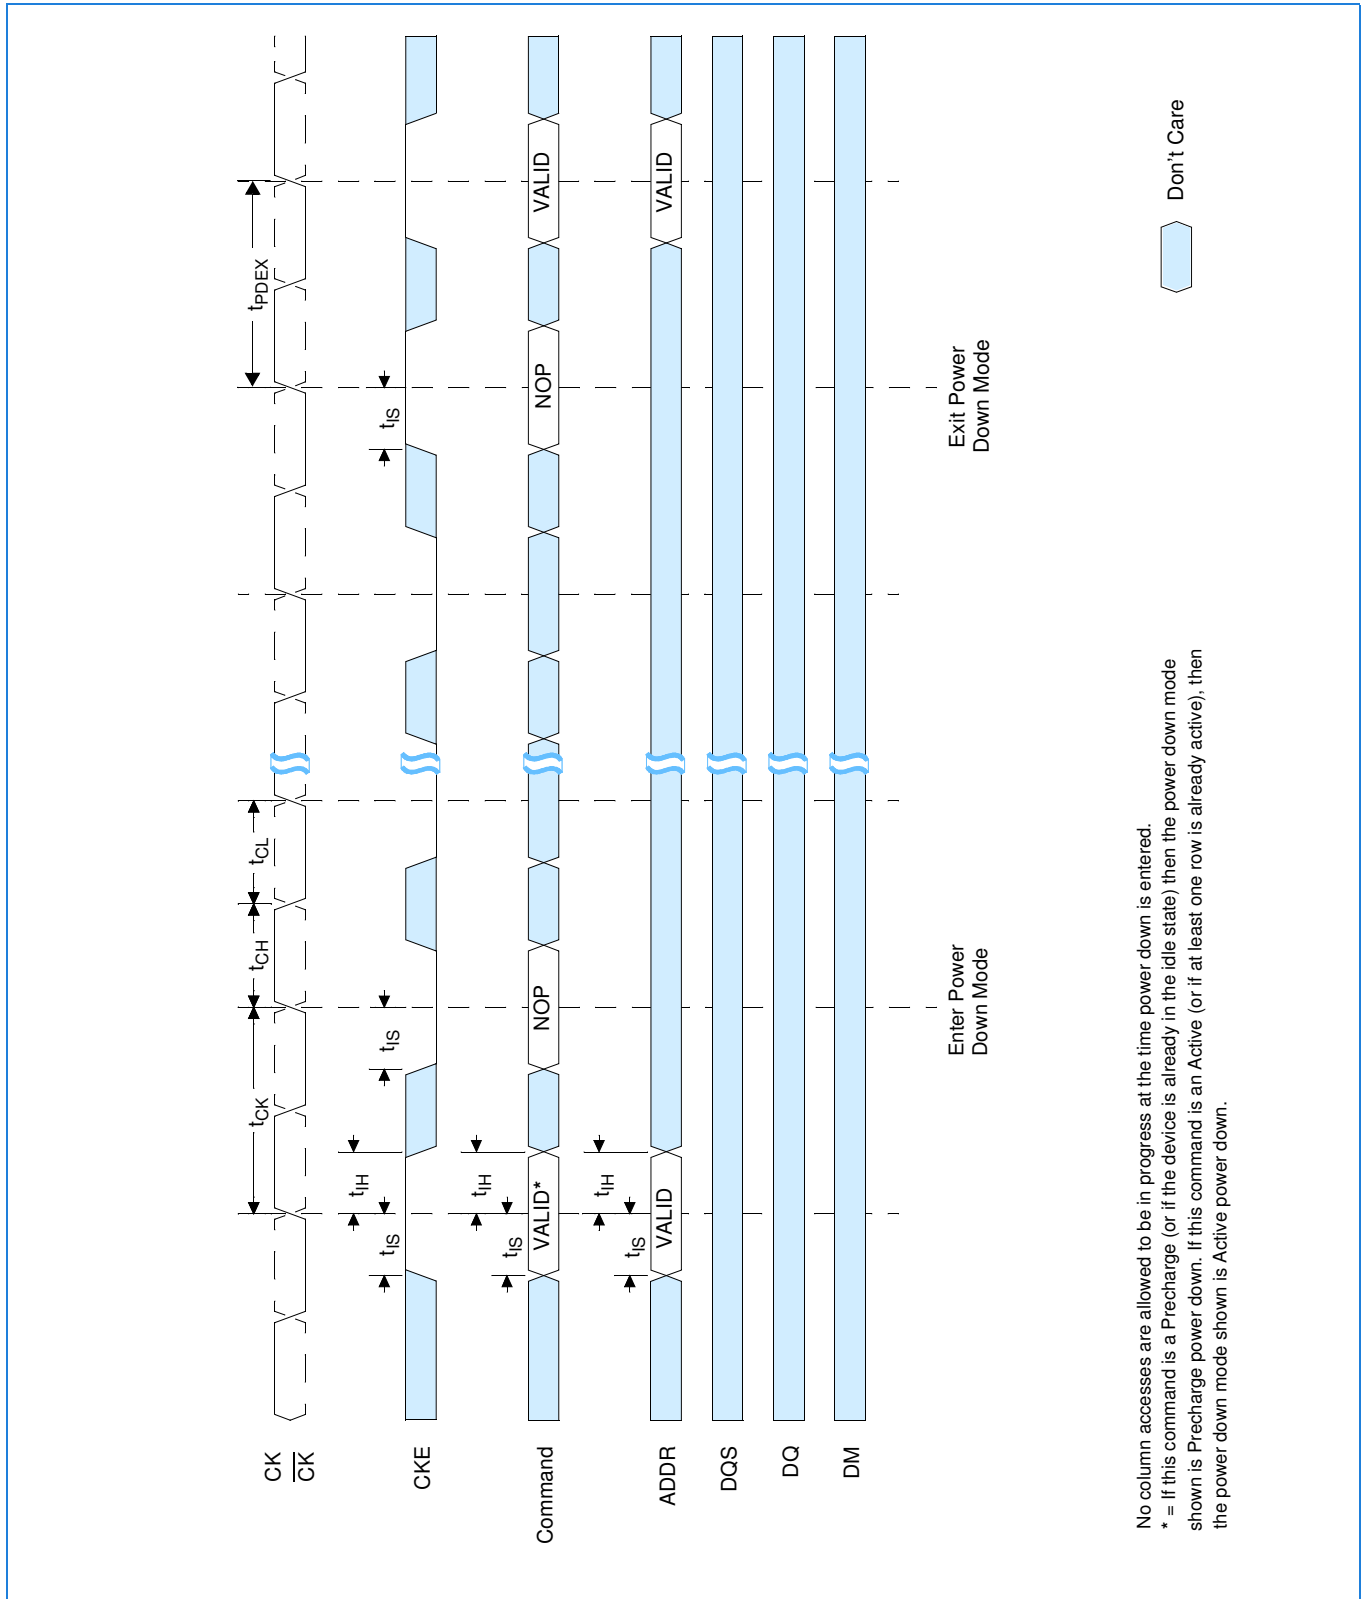 CK
CK
CKE
Command
ADDR
DQS
DQ
DM
tCK
tCH
tCL
tPDEX
tIS
tIH
tIS
tIS
tIS
tIH
VALID*
NOP
NOP
VALID
tIS
tIH
VALID
VALID
Enter Power
Down Mode
Exit Power
Down Mode
Don't Care
No column accesses are allowed to be in progress at the time power down is entered.
* = If this command is a Precharge (or if the device is already in the idle state) then the power down mode
shown is Precharge power down. If this command is an Active (or if at least one row is already active), then
the power down mode shown is Active power down.